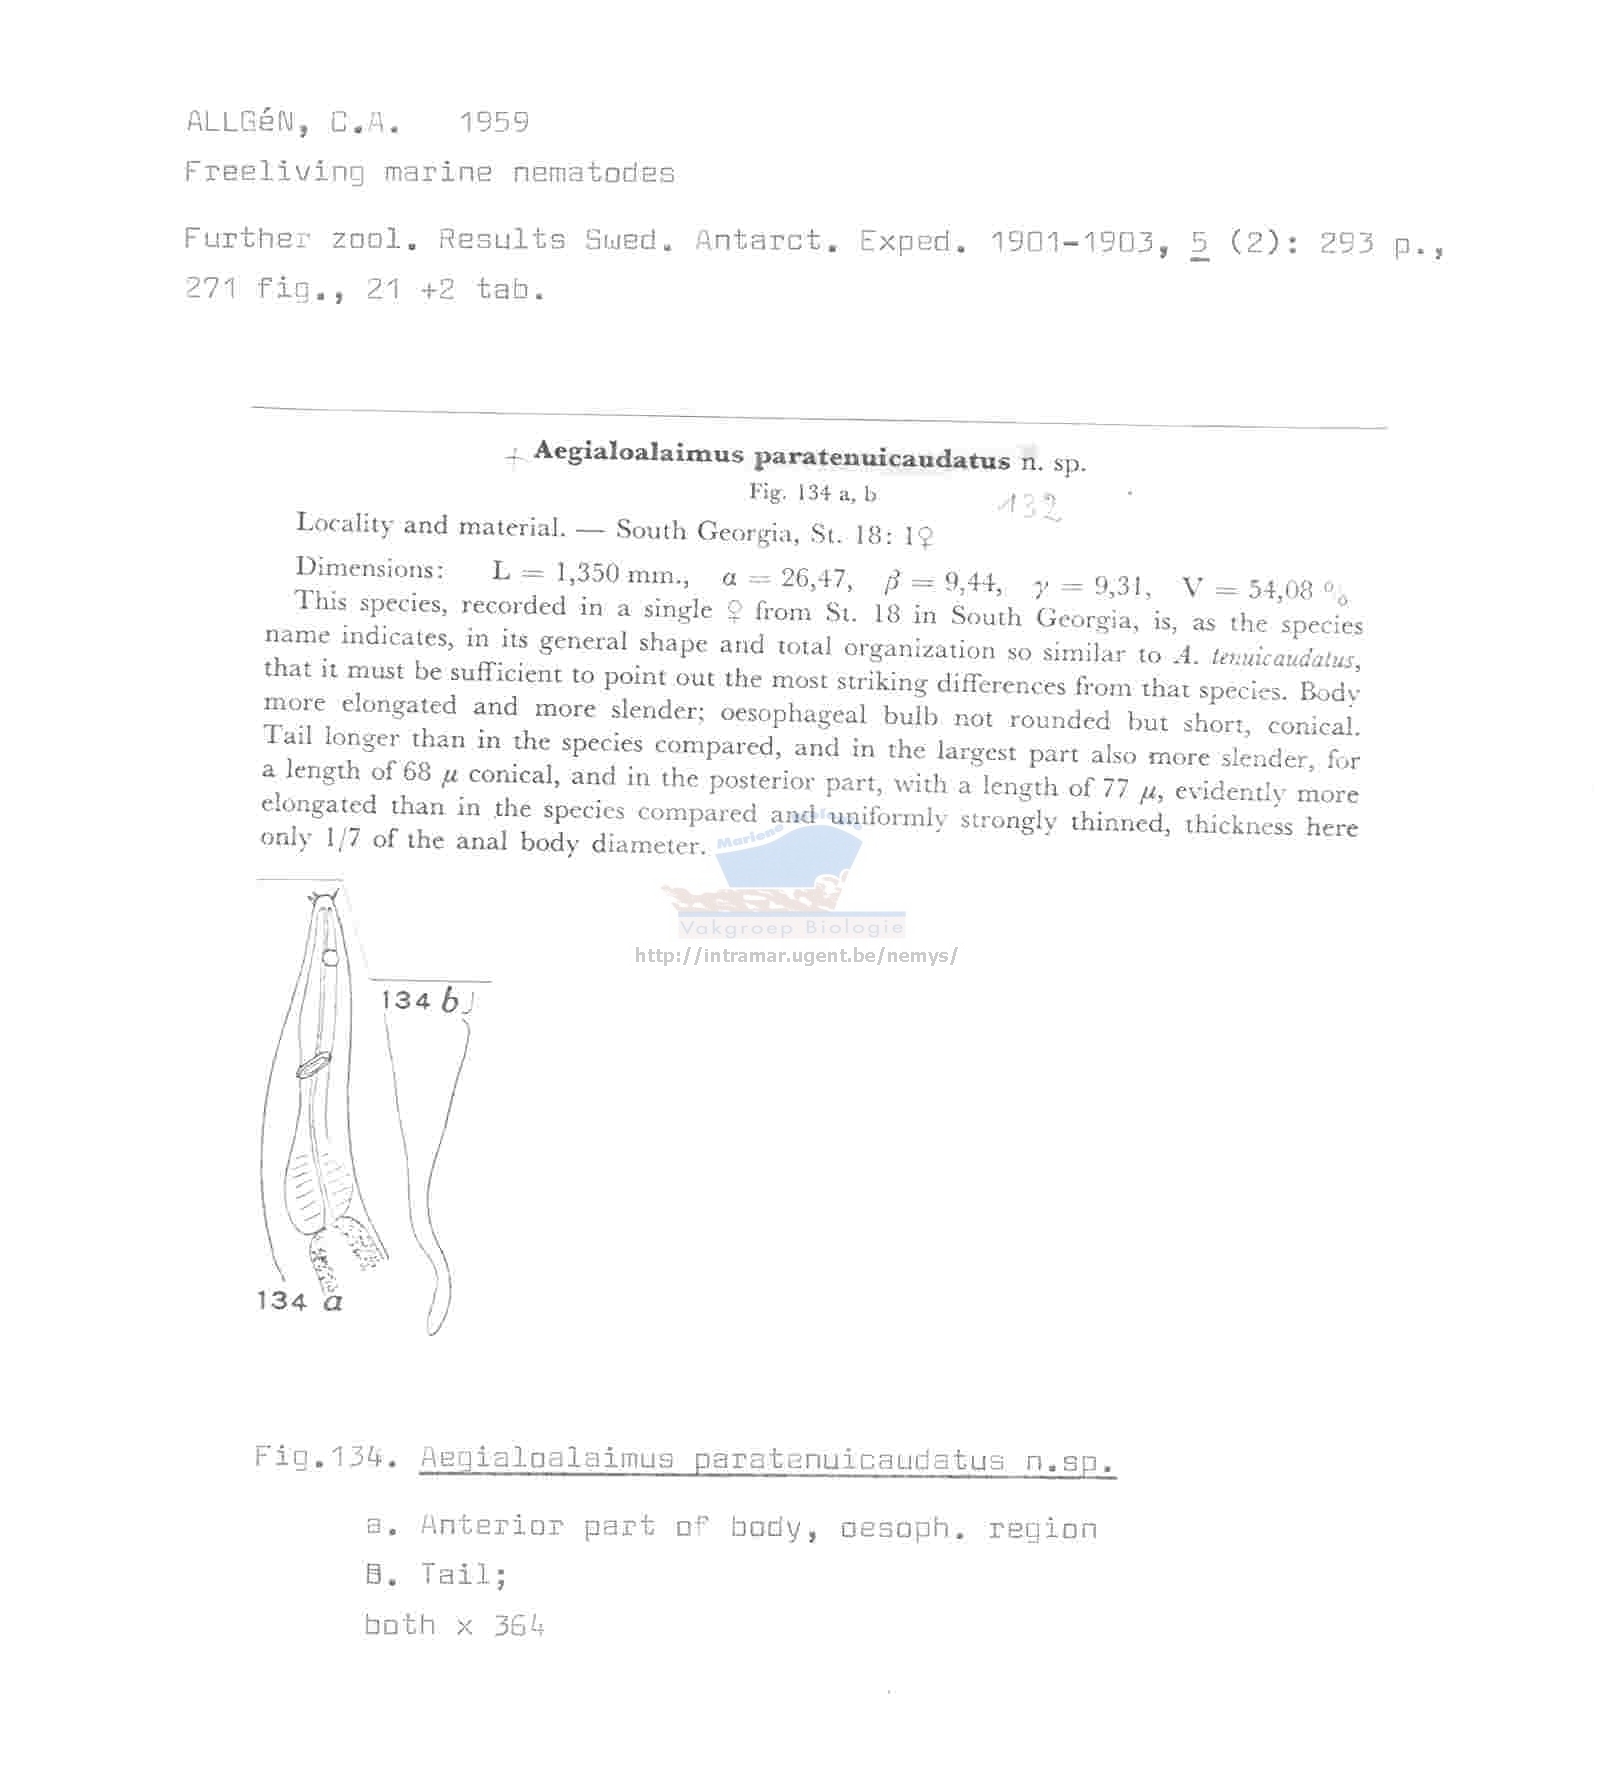 ALLGéN, C.A. 1959
Freeliving marine nematodes
Further zool. Results Swed. Antarct. Exped. 1901-1903, 5 (2): 293 p.,
271 fig., 21 +2 tab.
Aegialoalaimus paratenuicaudatus n. sp.
Fig. 134 a, b
132
Locality and material. — South Georgia, St. 18: 1♀
Dimensions: L = 1,350 mm., α = 26,47, β = 9,44, γ = 9,31, V = 54,08 %
This species, recorded in a single ♀ from St. 18 in South Georgia, is, as the species
name indicates, in its general shape and total organization so similar to A. tenuicaudatus,
that it must be sufficient to point out the most striking differences from that species. Body
more elongated and more slender; oesophageal bulb not rounded but short, conical.
Tail longer than in the species compared, and in the largest part also more slender, for
a length of 68 μ conical, and in the posterior part, with a length of 77 μ, evidently more
elongated than in the species compared and uniformly strongly thinned, thickness here
only 1/7 of the anal body diameter.
Mariene Biologie
Vakgroep Biologie
http://intramar.ugent.be/nemys/
134 b
134 a
Fig.134. Aegialoalaimus paratenuicaudatus n.sp.
a. Anterior part of body, oesoph. region
B. Tail;
both x 364